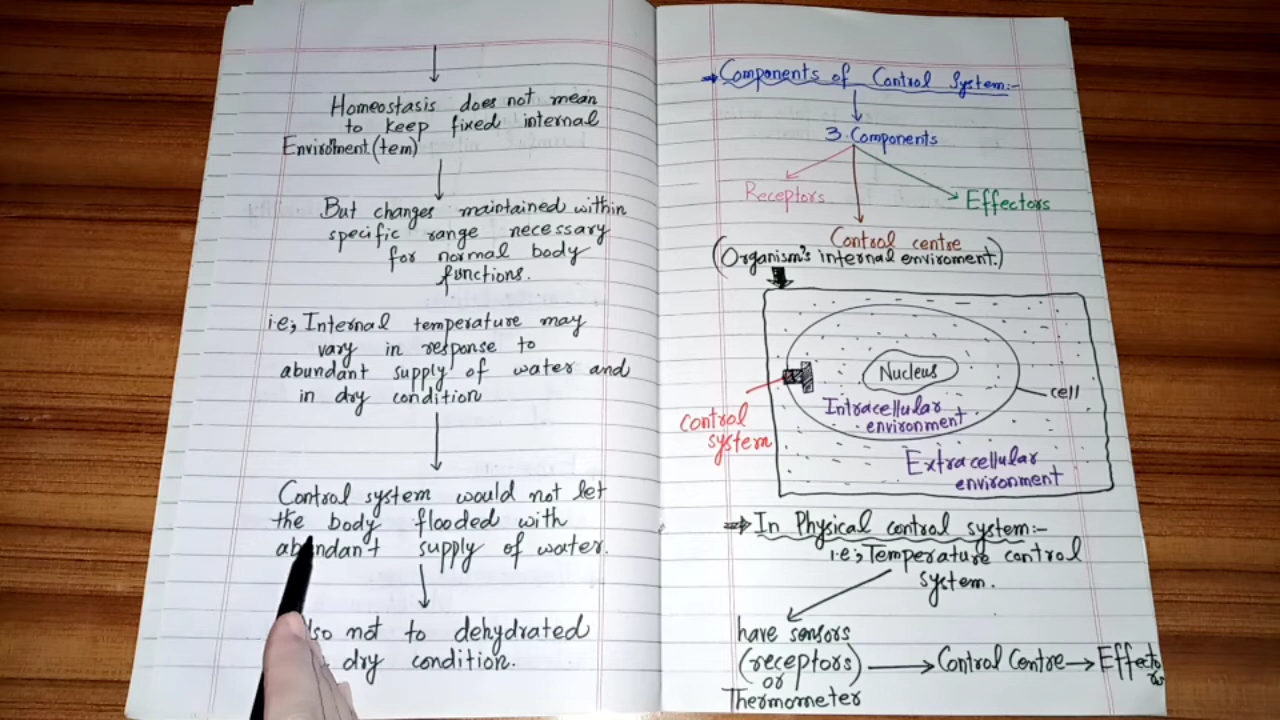 Homeostasis does not mean
to keep fixed internal
Enviroment (tem)
But changes maintained within
specific range necessary
for normal body
functions.
i.e; Internal temperature may
vary in response to
abundant supply of water and
in dry condition
Control system would not let
the body flooded with
abundant supply of water.
not to dehydrated
dry condition.
⇒ Components of Control System:-
3. Components
Receptors
Effectors
Control centre
(Organism's internal enviroment.)
Nucleus
cell
Intracellular
environment
Control
system
Extracellular
environment
⇒ In Physical control system:-
i.e; Temperature control
system.
have sensors
(receptors) → Control Centre → Effectors
or
Thermometer